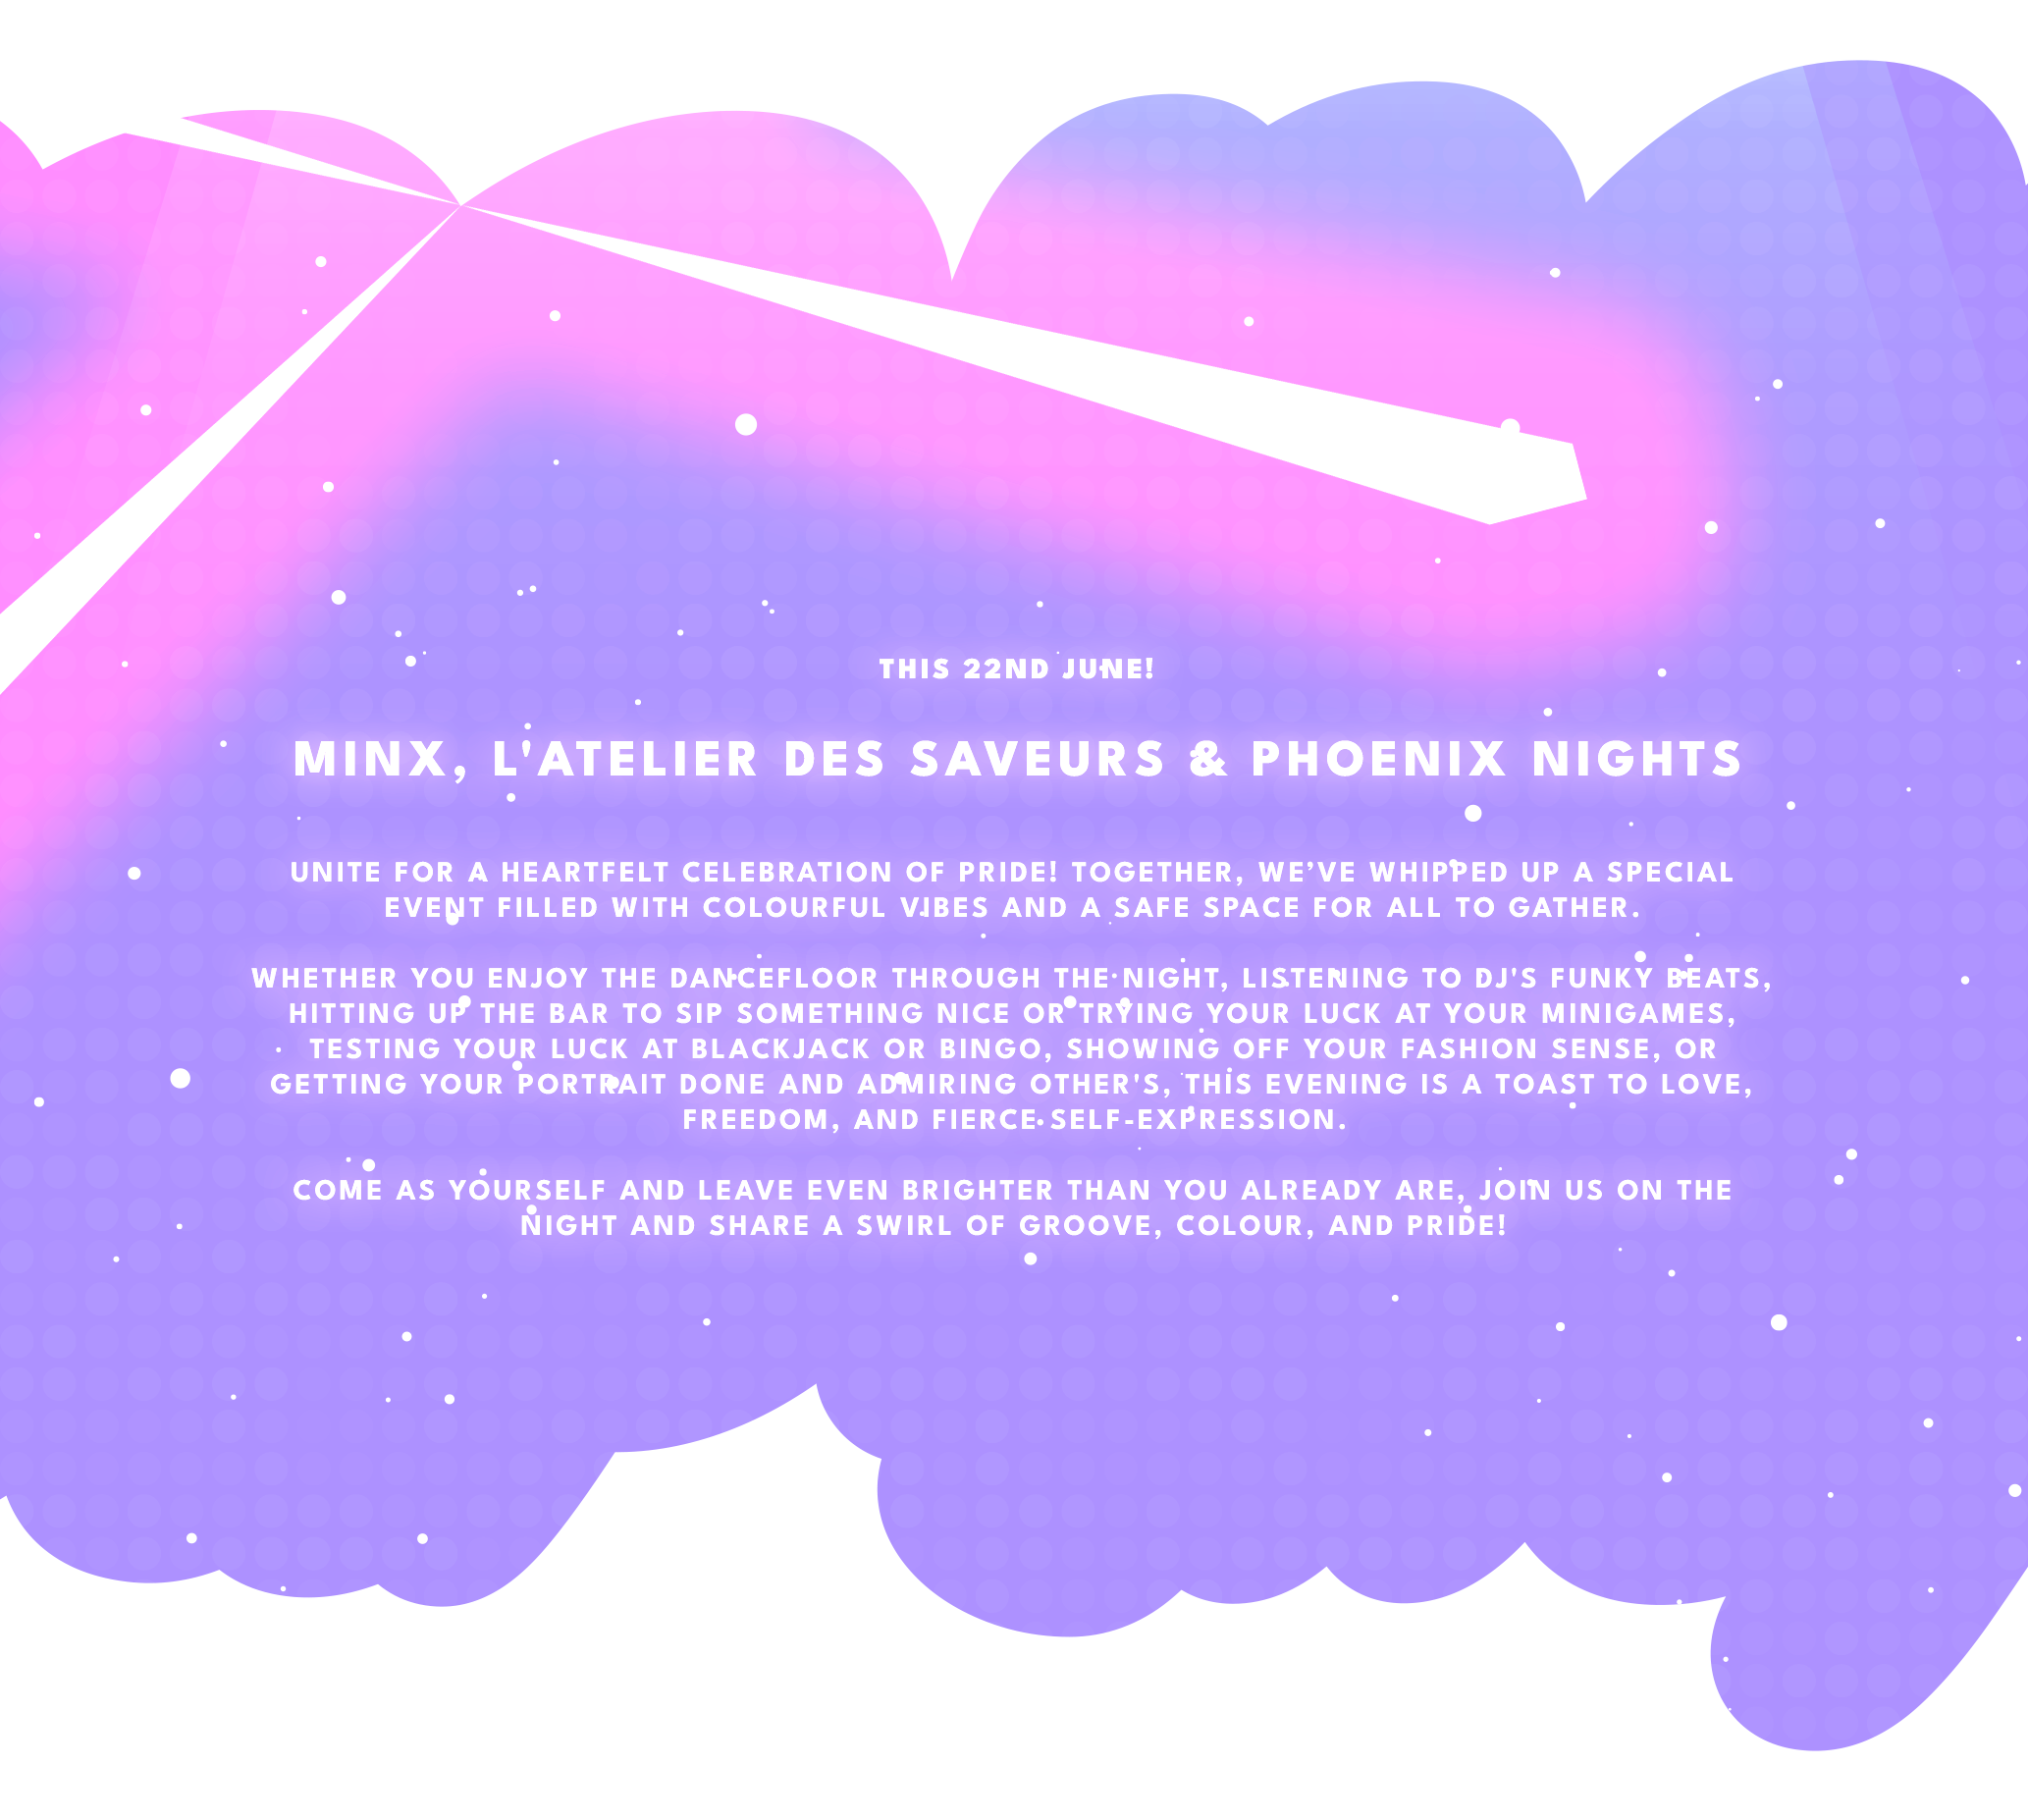 THIS 22ND JUNE!
MINX, L'ATELIER DES SAVEURS & PHOENIX NIGHTS
UNITE FOR A HEARTFELT CELEBRATION OF PRIDE! TOGETHER, WE’VE WHIPPED UP A SPECIAL
EVENT FILLED WITH COLOURFUL VIBES AND A SAFE SPACE FOR ALL TO GATHER.
WHETHER YOU ENJOY THE DANCEFLOOR THROUGH THE NIGHT, LISTENING TO DJ'S FUNKY BEATS,
HITTING UP THE BAR TO SIP SOMETHING NICE OR TRYING YOUR LUCK AT YOUR MINIGAMES,
TESTING YOUR LUCK AT BLACKJACK OR BINGO, SHOWING OFF YOUR FASHION SENSE, OR
GETTING YOUR PORTRAIT DONE AND ADMIRING OTHER'S, THIS EVENING IS A TOAST TO LOVE,
FREEDOM, AND FIERCE SELF-EXPRESSION.
COME AS YOURSELF AND LEAVE EVEN BRIGHTER THAN YOU ALREADY ARE, JOIN US ON THE
NIGHT AND SHARE A SWIRL OF GROOVE, COLOUR, AND PRIDE!